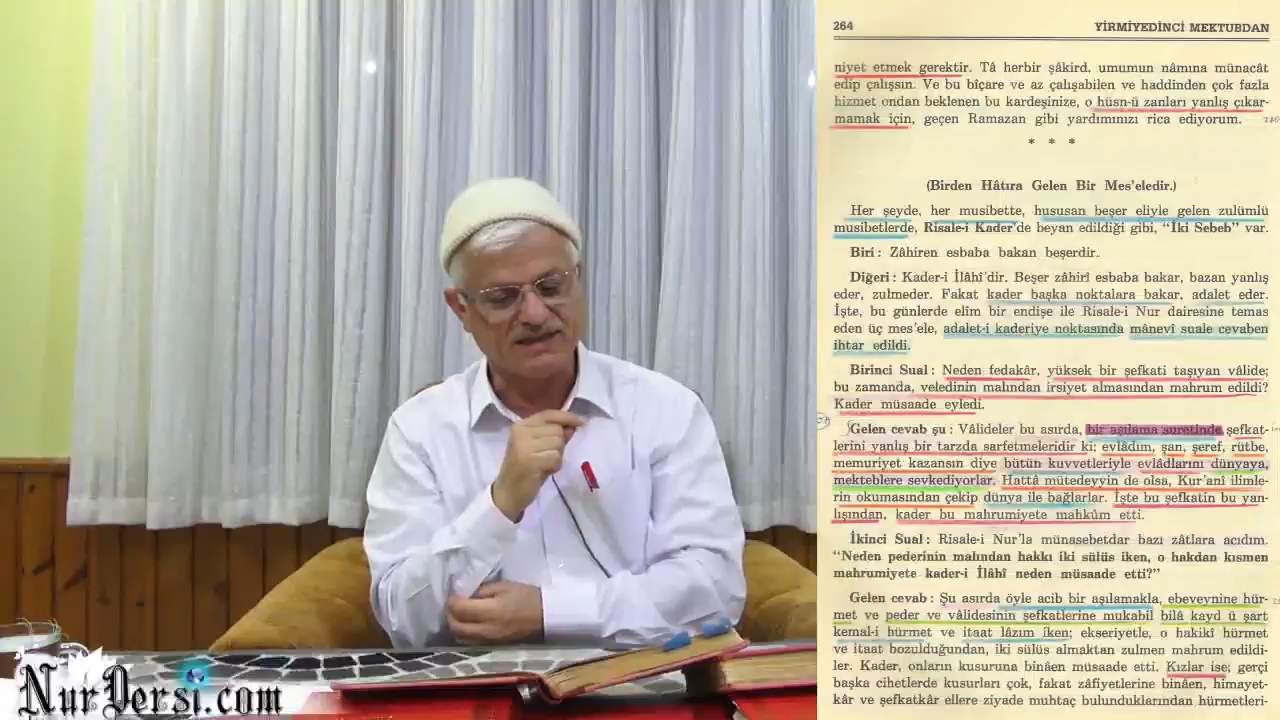 264 YİRMİYEDİNCİ MEKTUBDAN
niyet etmek gerektir. Tâ herbir şâkird, umumun nâmına münacât
edip çalışsın. Ve bu bîçare ve az çalışabilen ve haddinden çok fazla
hizmet ondan beklenen bu kardeşinize, o hüsn-ü zanları yanlış çıkar-
mamak için, geçen Ramazan gibi yardımınızı rica ediyorum.
* * *
(Birden Hâtıra Gelen Bir Mes'eledir.)
Her şeyde, her musibette, hususan beşer eliyle gelen zulümlü
musibetlerde, Risale-i Kader'de beyan edildiği gibi, "İki Sebeb" var.
Biri : Zâhiren esbaba bakan beşerdir.
Diğeri : Kader-i İlâhî'dir. Beşer zâhirî esbaba bakar, bazan yanlış
eder, zulmeder. Fakat kader başka noktalara bakar, adalet eder.
İşte, bu günlerde elîm bir endişe ile Risale-i Nur dairesine temas
eden üç mes'ele, adalet-i kaderiye noktasında mânevî suale cevaben
ihtar edildi.
Birinci Sual : Neden fedakâr, yüksek bir şefkati taşıyan vâlide;
bu zamanda, veledinin malından irsiyet almasından mahrum edildi?
Kader müsaade eyledi.
Gelen cevab şu : Vâlideler bu asırda, bir aşılama suretinde şefkat-
lerini yanlış bir tarzda sarfetmeleridir ki; evlâdım, şan, şeref, rütbe,
memuriyet kazansın diye bütün kuvvetleriyle evlâdlarını dünyaya,
mekteblere sevkediyorlar. Hattâ mütedeyyin de olsa, Kur'anî ilimle-
rin okumasından çekip dünya ile bağlarlar. İşte bu şefkatin bu yan-
lışından, kader bu mahrumiyete mahkûm etti.
İkinci Sual : Risale-i Nur'la münasebetdar bazı zâtlara acıdım.
"Neden pederinin malından hakkı iki sülüs iken, o hakdan kısmen
mahrumiyete kader-i İlâhî neden müsaade etti?"
Gelen cevab : Şu asırda öyle acib bir aşılamakla, ebeveynine hür-
met ve peder ve vâlidesinin şefkatlerine mukabil bilâ kayd ü şart
kemal-i hürmet ve itaat lâzım iken; ekseriyetle, o hakikî hürmet
ve itaat bozulduğundan, iki sülüs almaktan zulmen mahrum edildi-
ler. Kader, onların kusuruna binâen müsaade etti. Kızlar ise; gerçi
başka cihetlerde kusurları çok, fakat zâfiyetlerine binâen, himayet-
kâr ve şefkatkâr ellere ziyade muhtaç bulunduklarından hürmetleri-
NurDersi.com